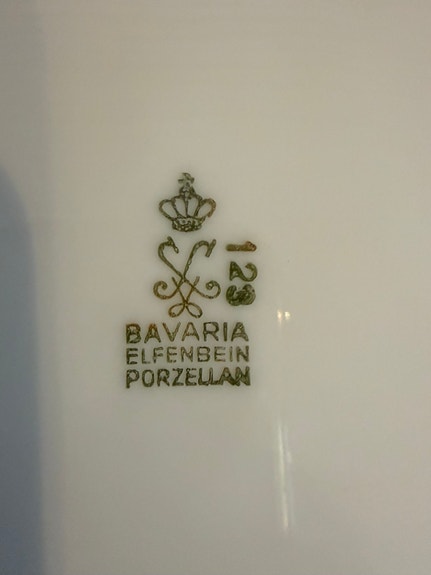 123
BAVARIA
ELFENBEIN
PORZELLAN